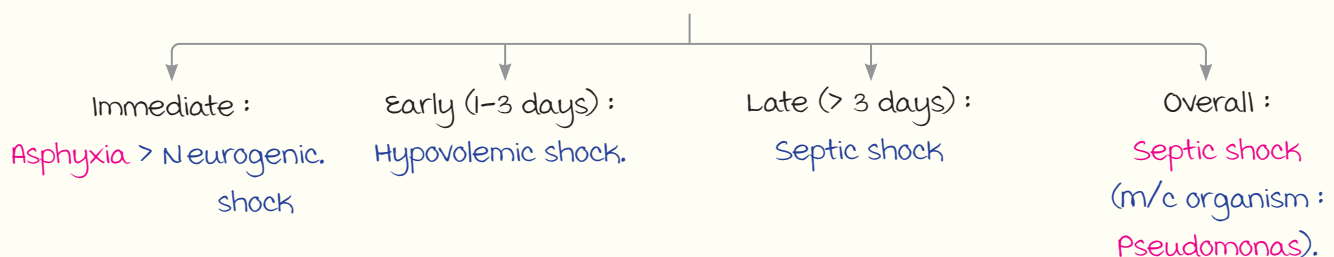 Immediate :
Asphyxia > Neurogenic.
shock
Early (1-3 days) :
Hypovolemic shock.
Late (> 3 days) :
Septic shock
Overall :
Septic shock
(m/c organism :
Pseudomonas).